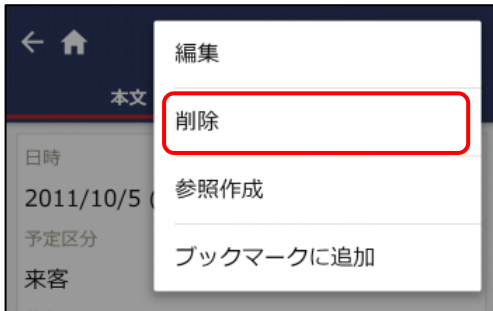 編集
本文
削除
日時
2011/10/5 (
参照作成
予定区分
ブックマークに追加
来客